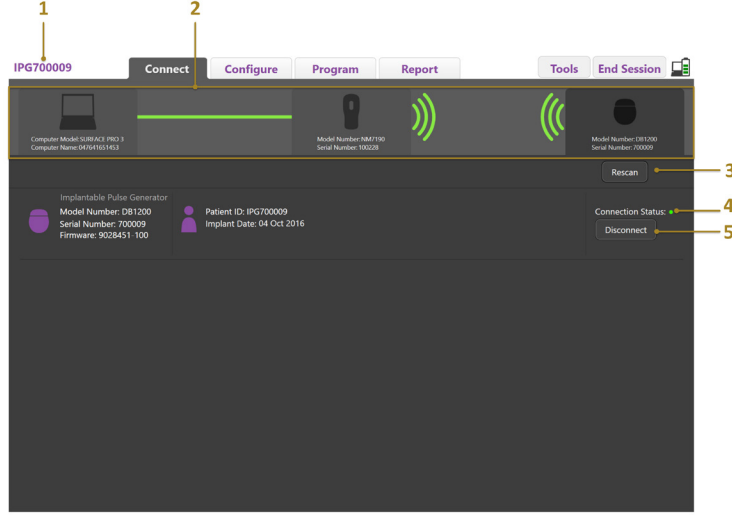 1
2
IPG700009
Connect
Configure
Program
Report
Tools
End Session
Computer Model:SURFACE PRO 3
Computer Name:047641651453
Model Number:NM7190
Serial Number:100228
Model Number:DB1200
Serial Number:700009
Rescan
3
Implantable Pulse Generator
Model Number: DB1200
Serial Number: 700009
Firmware: 9028451-100
Patient ID: IPG700009
Implant Date: 04 Oct 2016
Connection Status:
4
Disconnect
5